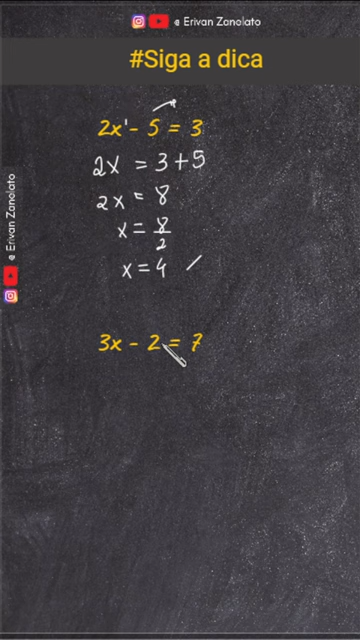 e Erivan Zanolato
#Siga a dica
2x¹ - 5 = 3
2x = 3 + 5
2x = 8
x = 8/2
x = 4
e Erivan Zanolato
3x - 2 = 7